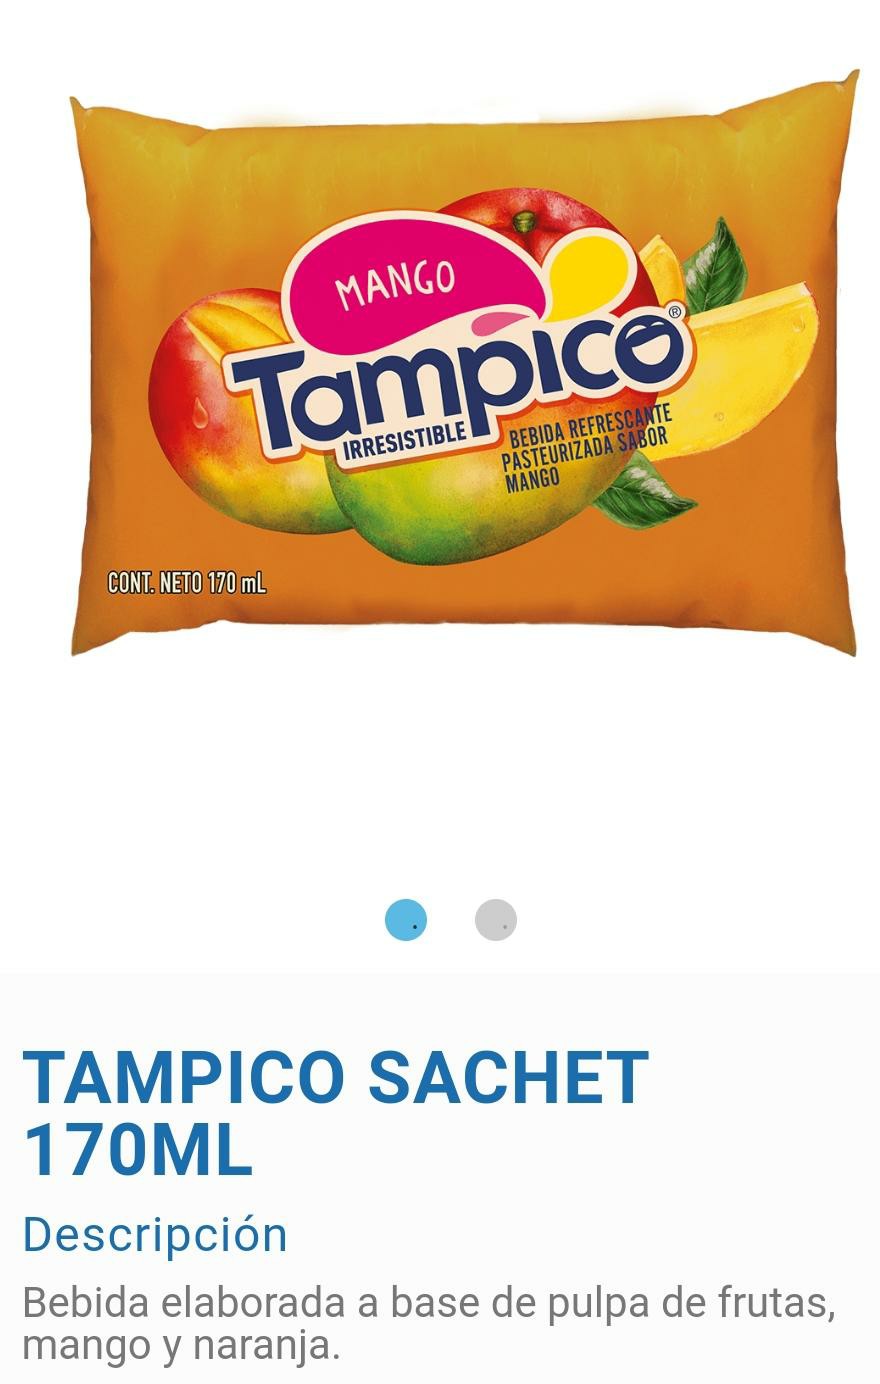 MANGO
Tampico®
IRRESISTIBLE
BEBIDA REFRESCANTE
PASTEURIZADA SABOR
MANGO
CONT. NETO 170 mL
TAMPICO SACHET
170ML
Descripción
Bebida elaborada a base de pulpa de frutas,
mango y naranja.